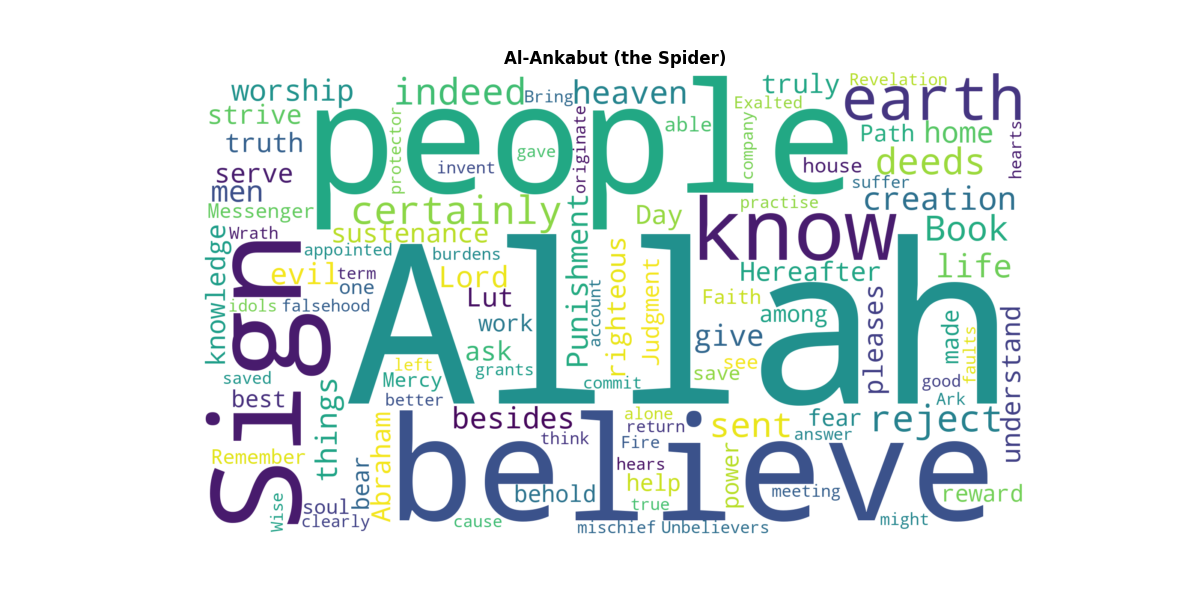 Al-Ankabut (the Spider)
worship
indeed
Bring
heaven
truly
Revelation
strive
people
protector
originate
able
Exalted
company
earth
truth
invent
gave
house
Path
home
hearts
serve
men
suffer
deeds
Messenger
certainly
Day
practise
creation
Wrath
sustenance
know
Book
knowledge
Sign
appointed
burdens
Punishment
Hereafter
life
evil
term
one
Lord
Lut
account
righteous
Judgment
Faith
among
pleases
idols
falsehood
Allah
work
give
made
faults
understand
saved
things
left
Mercy
ask
grants
commit
see
save
good
Ark
best
better
besides
alone
return
sent
fear
answer
reject
Remember
Abraham
believe
think
Fire
hears
help
power
meeting
reward
Wise
soul
bear
behold
true
clearly
cause
mischief
Unbelievers
might